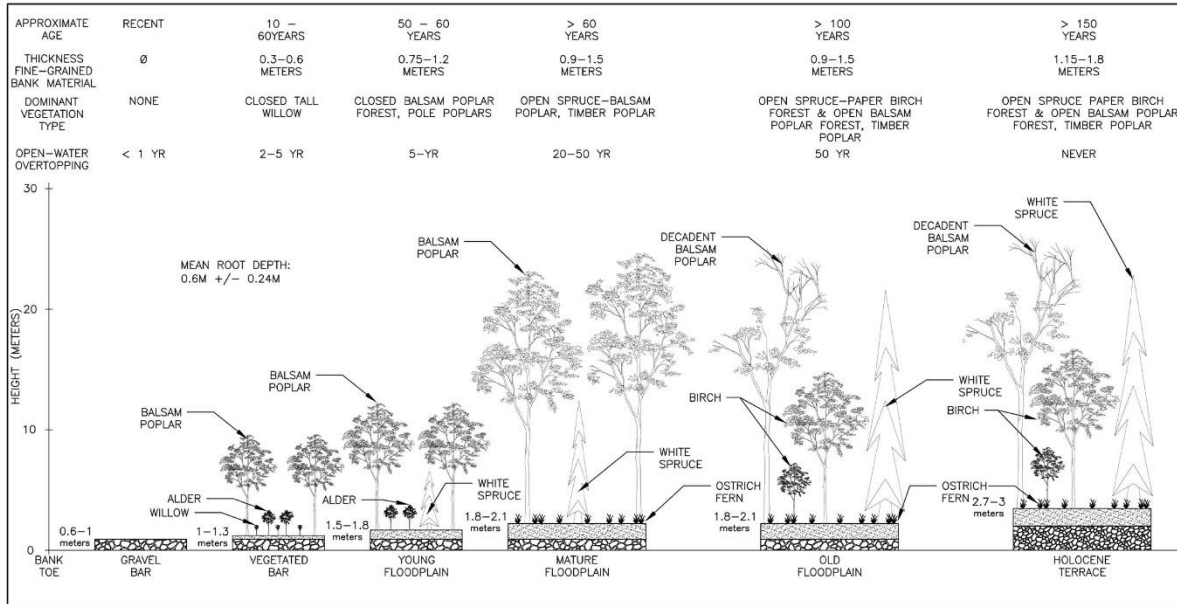 APPROXIMATE
AGE
RECENT
10 –
60YEARS
50 – 60
YEARS
> 60
YEARS
> 100
YEARS
> 150
YEARS
THICKNESS
FINE–GRAINED
BANK MATERIAL
Ø
0.3–0.6
METERS
0.75–1.2
METERS
0.9–1.5
METERS
0.9–1.5
METERS
1.15–1.8
METERS
DOMINANT
VEGETATION
TYPE
NONE
CLOSED TALL
WILLOW
CLOSED BALSAM POPLAR
FOREST, POLE POPLARS
OPEN SPRUCE–BALSAM
POPLAR, TIMBER POPLAR
OPEN SPRUCE–PAPER BIRCH
FOREST & OPEN BALSAM
POPLAR FOREST, TIMBER
POPLAR
OPEN SPRUCE PAPER BIRCH
FOREST & OPEN BALSAM POPLAR
FOREST, TIMBER POPLAR
OPEN–WATER
OVERTOPPING
< 1 YR
2–5 YR
5–YR
20–50 YR
50 YR
NEVER
30
20
10
0
HEIGHT (METERS)
MEAN ROOT DEPTH:
0.6M +/– 0.24M
BALSAM
POPLAR
ALDER
WILLOW
BALSAM
POPLAR
ALDER
WHITE
SPRUCE
BALSAM
POPLAR
WHITE
SPRUCE
OSTRICH
FERN
DECADENT
BALSAM
POPLAR
BIRCH
WHITE
SPRUCE
OSTRICH
FERN
WHITE
SPRUCE
DECADENT
BALSAM
POPLAR
BIRCH
0.6–1
meters
1–1.3
meters
1.5–1.8
meters
1.8–2.1
meters
1.8–2.1
meters
2.7–3
meters
BANK
TOE
GRAVEL
BAR
VEGETATED
BAR
YOUNG
FLOODPLAIN
MATURE
FLOODPLAIN
OLD
FLOODPLAIN
HOLOCENE
TERRACE